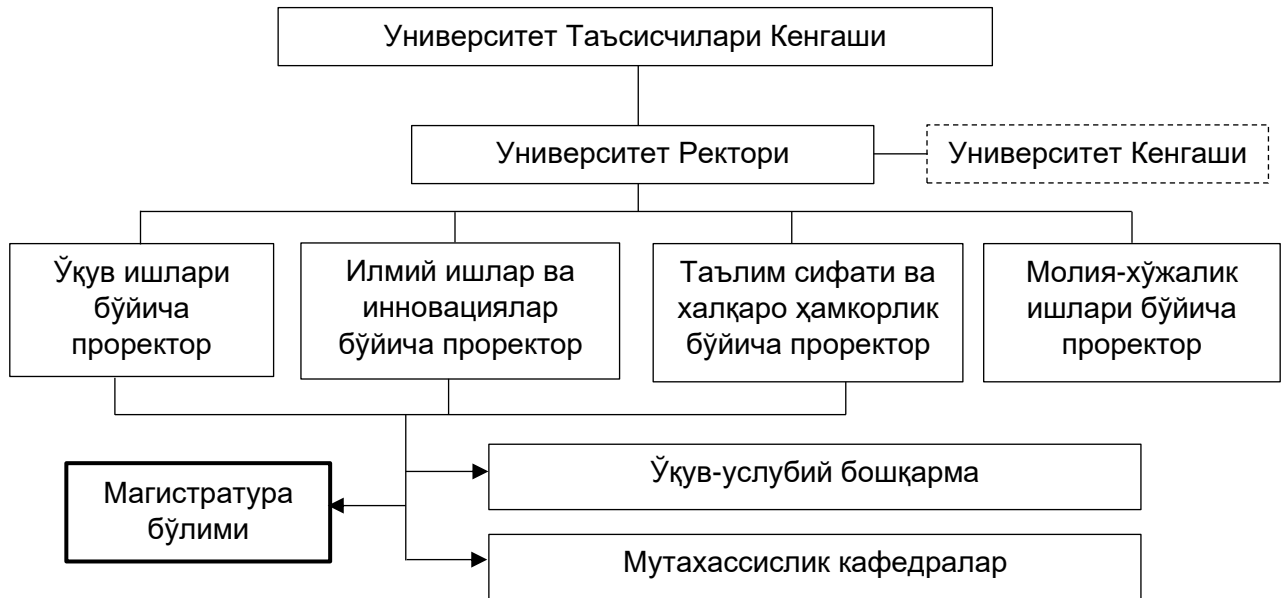 Университет Таъсисчилари Кенгаши
Университет Ректори
Университет Кенгаши
Ўқув ишлари
бўйича
проректор
Илмий ишлар ва
инновациялар
бўйича проректор
Таълим сифати ва
халқаро ҳамкорлик
бўйича проректор
Молия-хўжалик
ишлари бўйича
проректор
Ўқув-услубий бошқарма
Магистратура
бўлими
Мутахассислик кафедралар